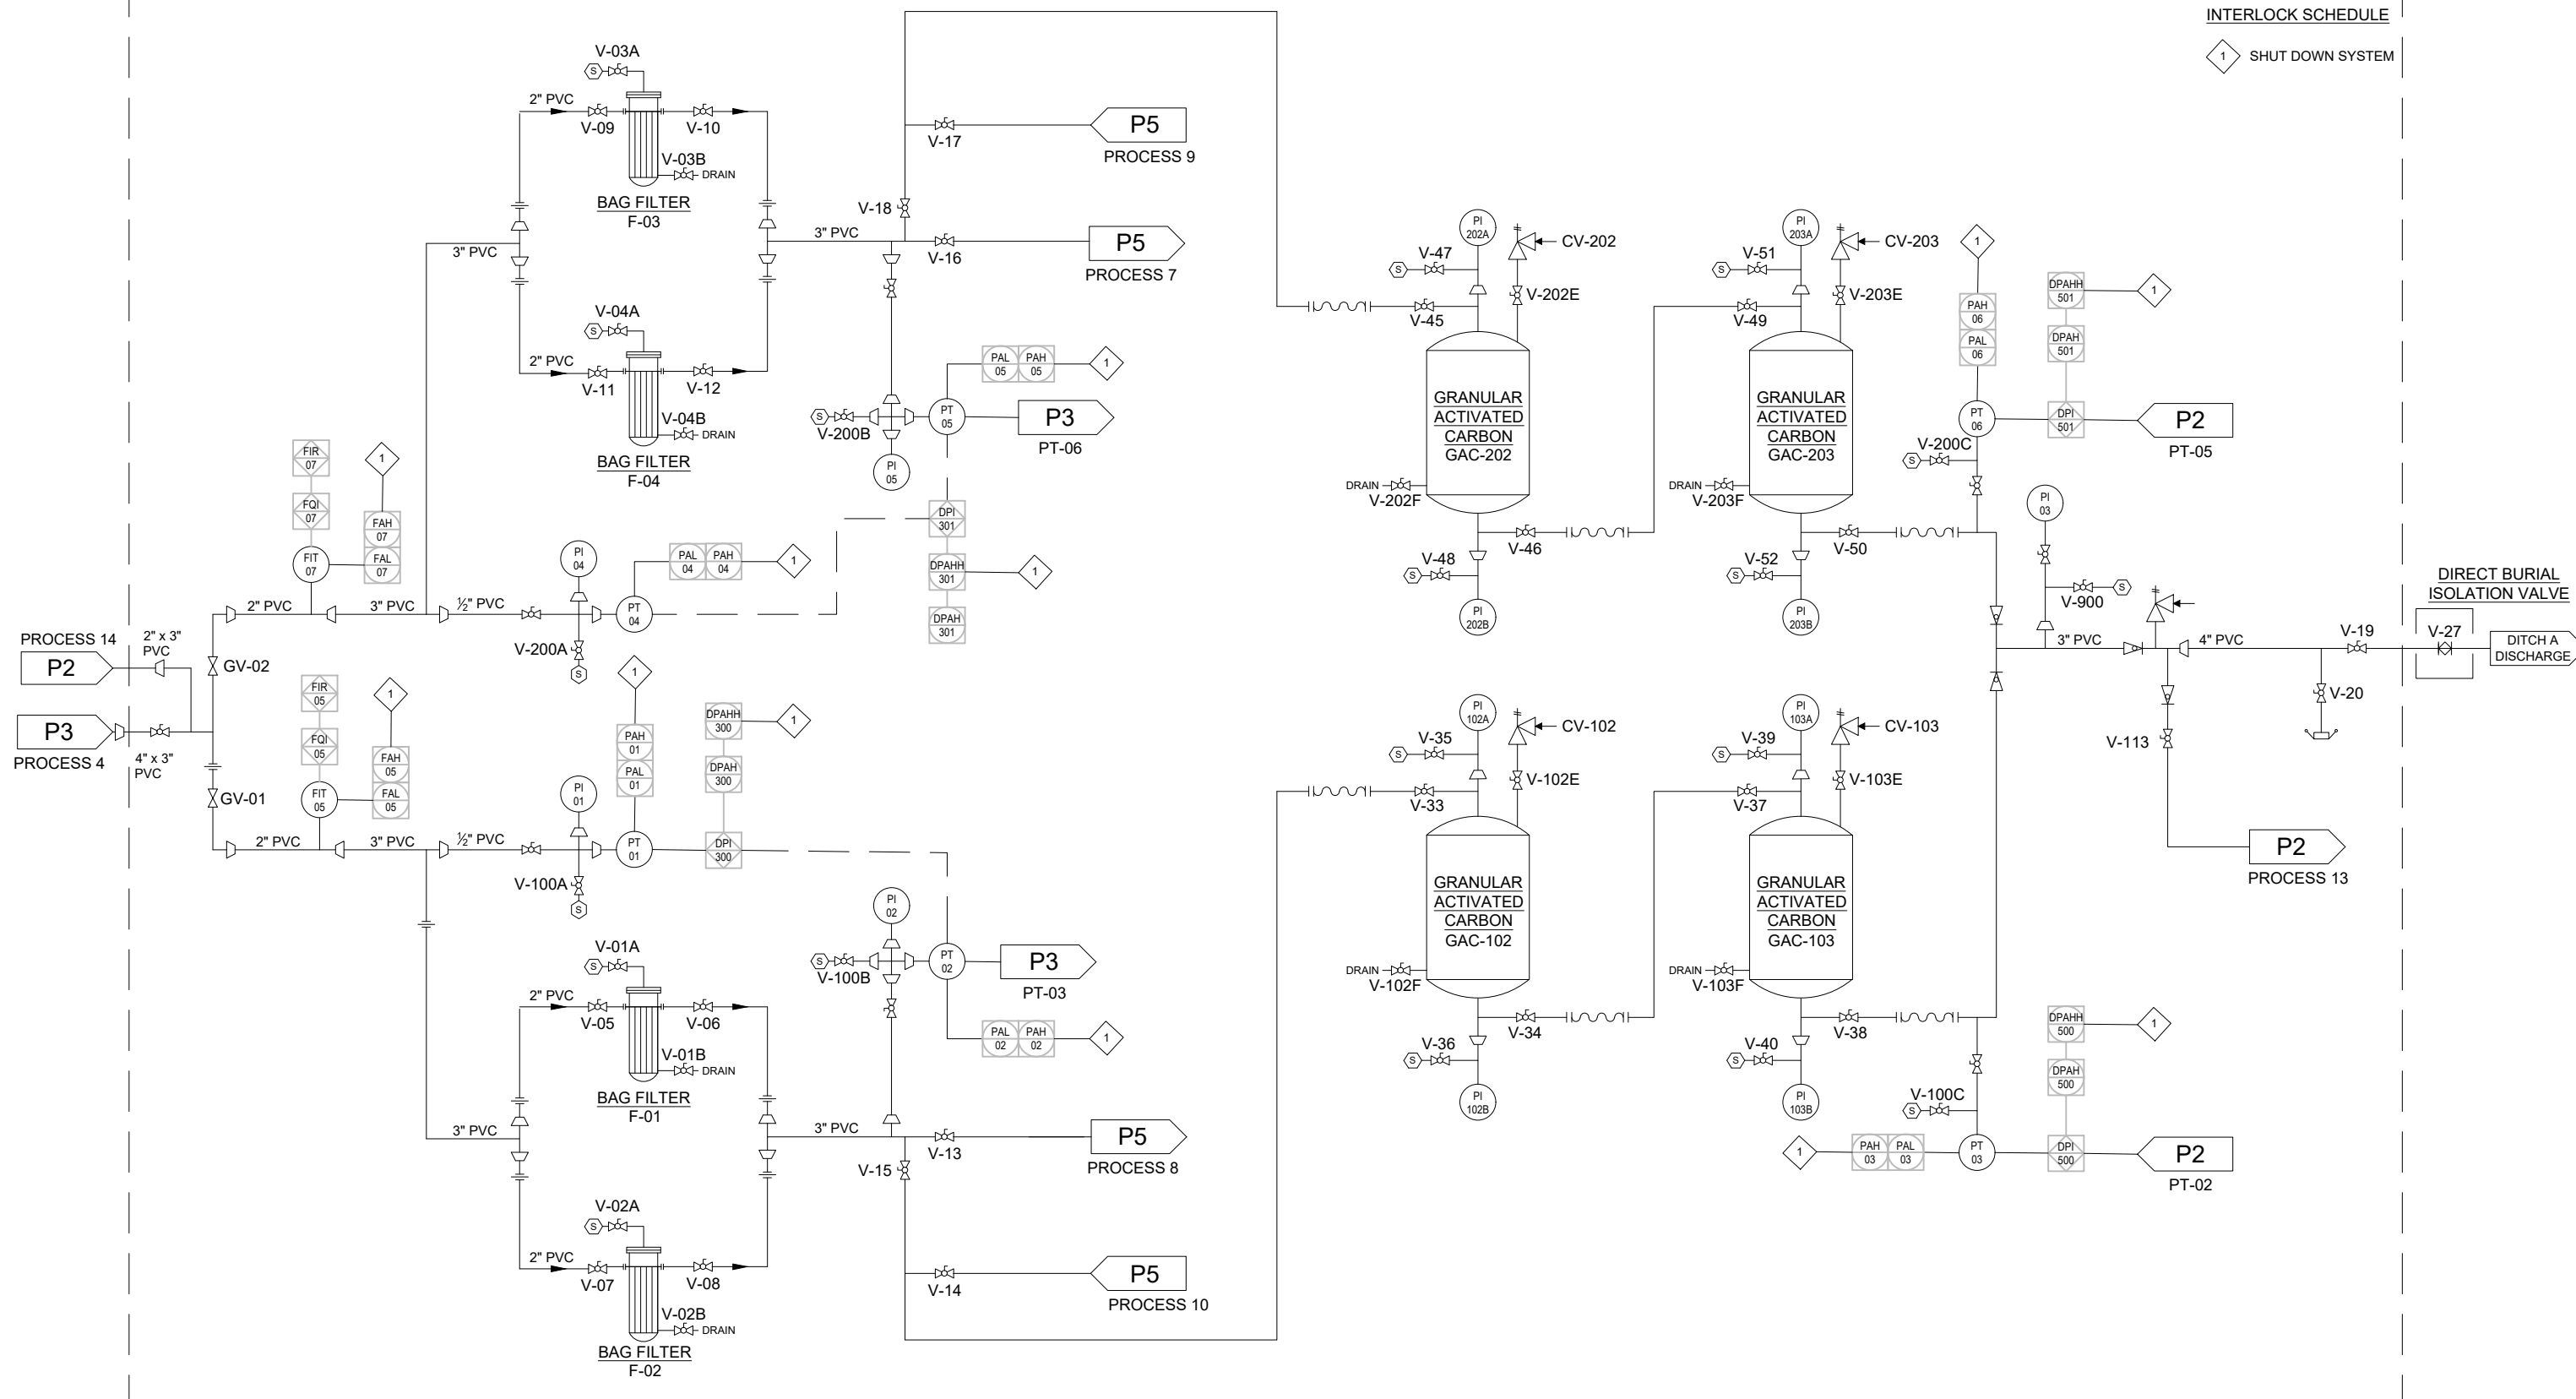 INTERLOCK SCHEDULE
1 SHUT DOWN SYSTEM
V-03A
S
2" PVC
V-09
V-10
V-03B
DRAIN
BAG FILTER
F-03
3" PVC
V-04A
S
2" PVC
V-11
V-12
V-04B
DRAIN
BAG FILTER
F-04
V-17
P5
PROCESS 9
V-18
3" PVC
V-16
P5
PROCESS 7
PAL
05
PAH
05
1
S
V-200B
PT
05
P3
PT-06
PI
05
DPI
301
DPAHH
301
1
DPAH
301
FIR
07
1
FQI
07
FAH
07
FIT
07
FAL
07
PI
04
PAL
04
PAH
04
1
2" PVC
3" PVC
½" PVC
PT
04
V-200A
S
PROCESS 14
P2
2" x 3"
PVC
GV-02
P3
PROCESS 4
4" x 3"
PVC
GV-01
FIR
05
1
FQI
05
FAH
05
FIT
05
FAL
05
1
PAH
01
PAL
01
DPAHH
300
1
DPAH
300
PI
01
2" PVC
3" PVC
½" PVC
PT
01
DPI
300
V-100A
S
PI
02
S
V-100B
PT
02
P3
PT-03
PAL
02
PAH
02
1
V-01A
S
2" PVC
V-05
V-06
V-01B
DRAIN
BAG FILTER
F-01
3" PVC
V-02A
S
2" PVC
V-07
V-08
V-02B
DRAIN
BAG FILTER
F-02
3" PVC
V-13
P5
PROCESS 8
V-15
V-14
P5
PROCESS 10
PI
202A
V-47
S
CV-202
V-202E
V-45
GRANULAR
ACTIVATED
CARBON
GAC-202
DRAIN
V-202F
V-46
V-48
S
PI
202B
PI
203A
V-51
S
CV-203
V-203E
V-49
GRANULAR
ACTIVATED
CARBON
GAC-203
DRAIN
V-203F
V-50
V-52
S
PI
203B
1
PAH
06
PAL
06
DPAHH
501
1
DPAH
501
PT
06
DPI
501
P2
PT-05
V-200C
S
PI
03
V-900
S
3" PVC
4" PVC
V-19
DIRECT BURIAL
ISOLATION VALVE
V-27
DITCH A
DISCHARGE
V-20
V-113
P2
PROCESS 13
PI
102A
V-35
S
CV-102
V-102E
V-33
GRANULAR
ACTIVATED
CARBON
GAC-102
DRAIN
V-102F
V-34
V-36
S
PI
102B
PI
103A
V-39
S
CV-103
V-103E
V-37
GRANULAR
ACTIVATED
CARBON
GAC-103
DRAIN
V-103F
V-38
V-40
S
PI
103B
V-100C
S
DPAHH
500
1
DPAH
500
1
PAH
03
PAL
03
PT
03
DPI
500
P2
PT-02